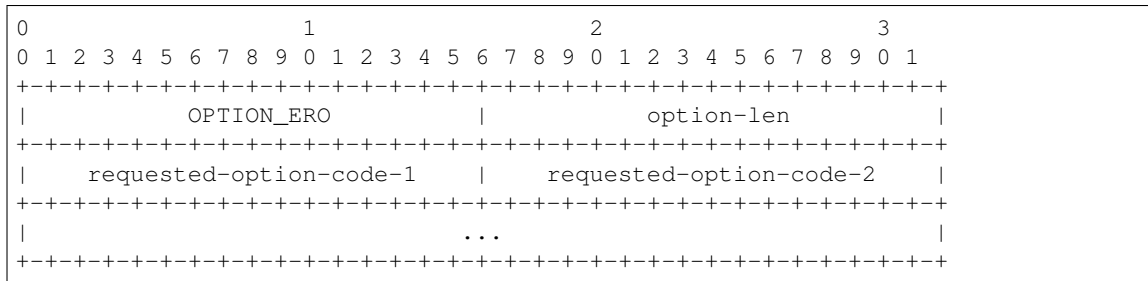 0                   1                   2                   3
0 1 2 3 4 5 6 7 8 9 0 1 2 3 4 5 6 7 8 9 0 1 2 3 4 5 6 7 8 9 0 1
+-+-+-+-+-+-+-+-+-+-+-+-+-+-+-+-+-+-+-+-+-+-+-+-+-+-+-+-+-+-+-+-+
|           OPTION_ERO          |           option-len          |
+-+-+-+-+-+-+-+-+-+-+-+-+-+-+-+-+-+-+-+-+-+-+-+-+-+-+-+-+-+-+-+-+
|    requested-option-code-1    |    requested-option-code-2    |
+-+-+-+-+-+-+-+-+-+-+-+-+-+-+-+-+-+-+-+-+-+-+-+-+-+-+-+-+-+-+-+-+
|                              ...                              |
+-+-+-+-+-+-+-+-+-+-+-+-+-+-+-+-+-+-+-+-+-+-+-+-+-+-+-+-+-+-+-+-+